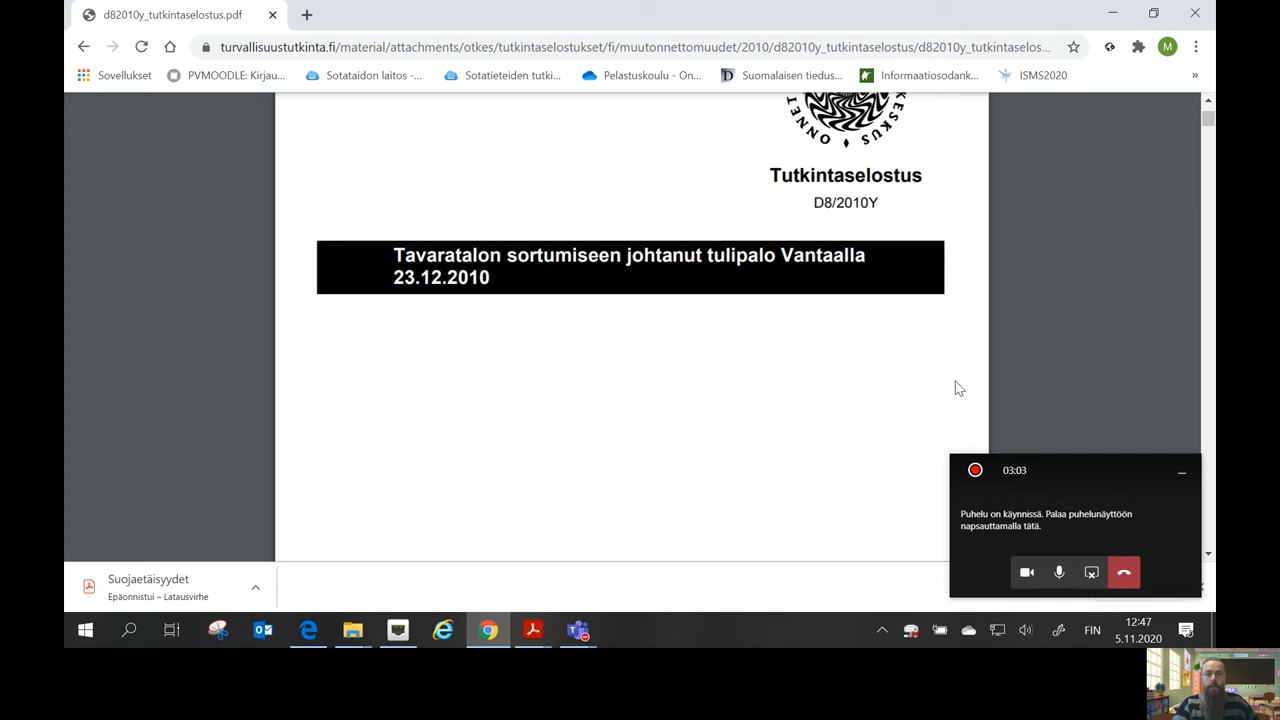 d82010y_tutkintaselostus.pdf
turvallisuustutkinta.fi/material/attachments/otkes/tutkintaselostukset/fi/muutonnettomuudet/2010/d82010y_tutkintaselostus/d82010y_tutkintaselos...
Sovellukset
PVMOODLE: Kirjau...
Sotataidon laitos -...
Sotatieteiden tutki...
Pelastuskoulu - On...
Suomalaisen tiedus...
Informaatiosodank...
ISMS2020
»
ONNET
KESKUS
Tutkintaselostus
D8/2010Y
Tavaratalon sortumiseen johtanut tulipalo Vantaalla
23.12.2010
03:03
Puhelu on käynnissä. Palaa puhelunäyttöön
napsauttamalla tätä.
Suojaetäisyydet
Epäonnistui – Latausvirhe
FIN
12:47
5.11.2020